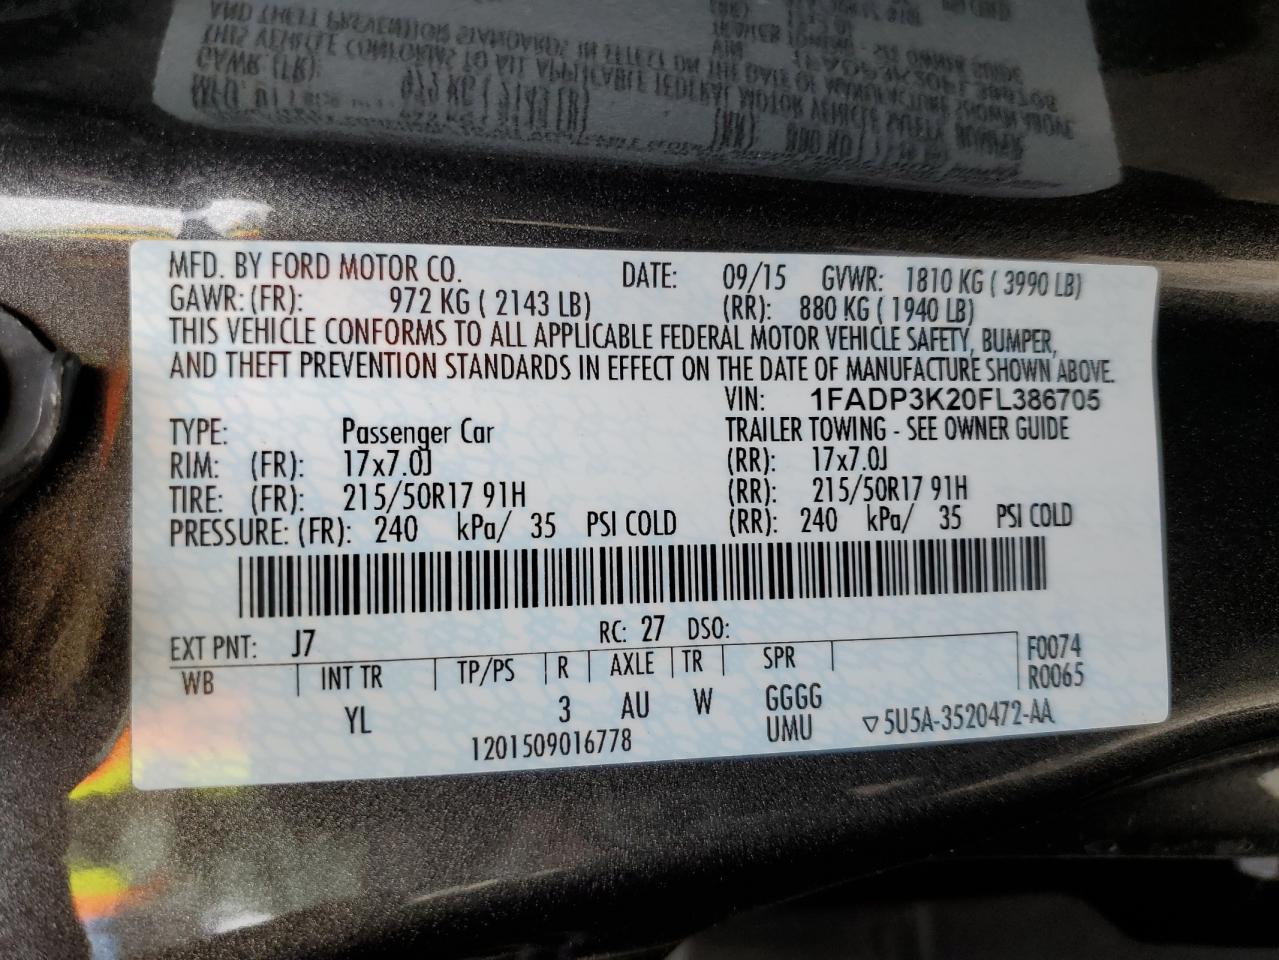 MFD. BY FORD MOTOR CO. DATE: 09/15 GVWR: 1810 KG ( 3990 LB)
GAWR: (FR): 972 KG ( 2143 LB) (RR): 880 KG ( 1940 LB)
THIS VEHICLE CONFORMS TO ALL APPLICABLE FEDERAL MOTOR VEHICLE SAFETY, BUMPER,
AND THEFT PREVENTION STANDARDS IN EFFECT ON THE DATE OF MANUFACTURE SHOWN ABOVE.
VIN: 1FADP3K20FL386705
TYPE: Passenger Car TRAILER TOWING - SEE OWNER GUIDE
RIM: (FR): 17x7.0J (RR): 17x7.0J
TIRE: (FR): 215/50R17 91H (RR): 215/50R17 91H
PRESSURE: (FR): 240 kPa/ 35 PSI COLD (RR): 240 kPa/ 35 PSI COLD
EXT PNT: J7 RC: 27 DSO: F0074
WB INT TR TP/PS R AXLE TR SPR R0065
YL 3 AU W GGGG
1201509016778 UMU ▽5U5A-3520472-AA